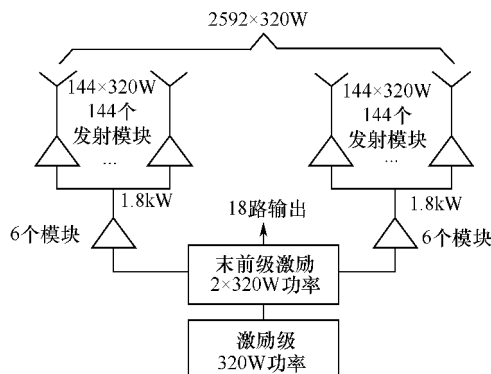 2592×320W
144×320W
144个
发射模块
...
144×320W
144个
发射模块
...
1.8kW
1.8kW
6个模块
18路输出
6个模块
末前级激励
2×320W功率
激励级
320W功率